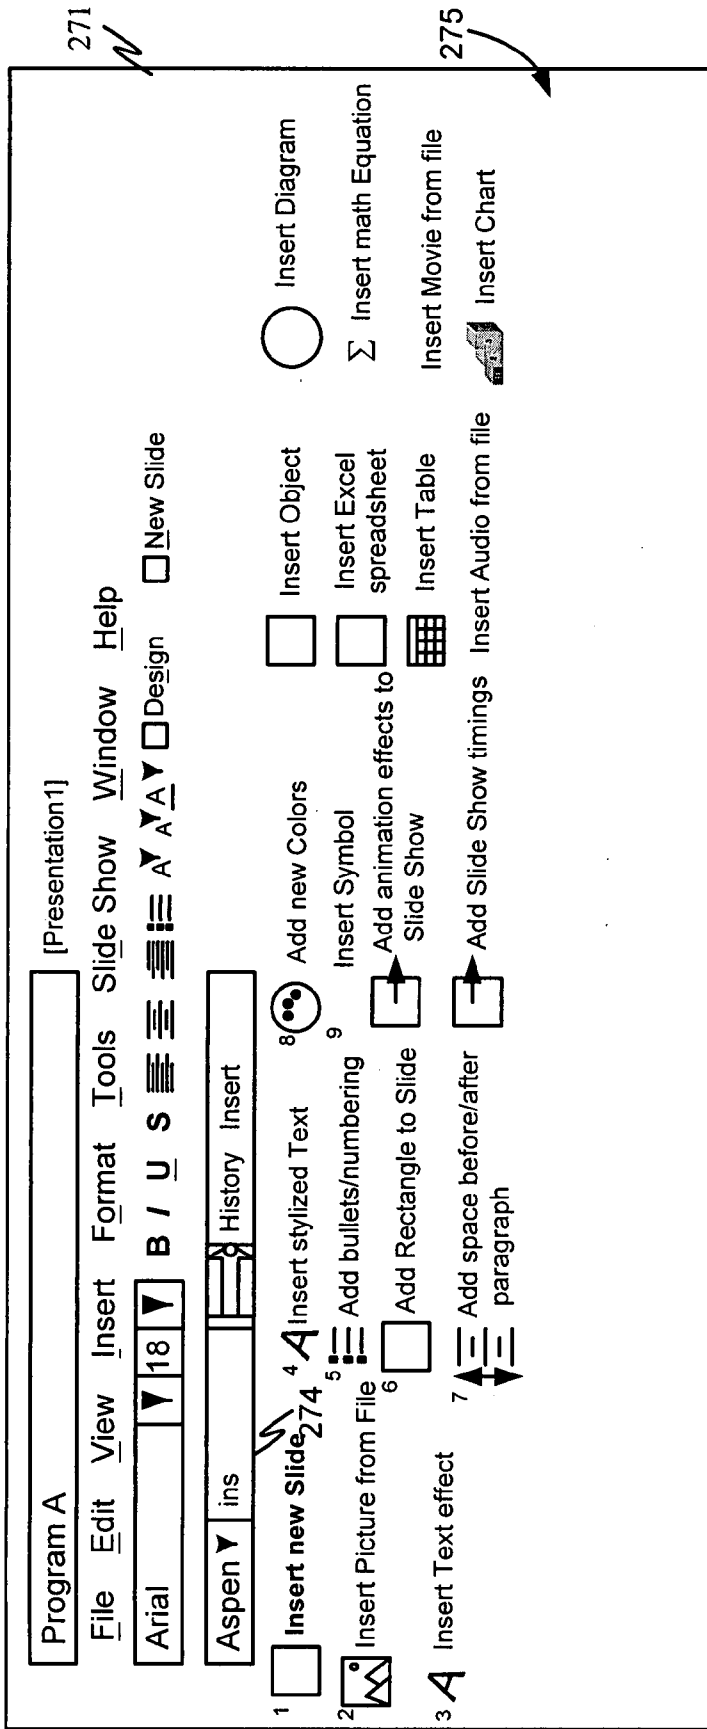 271
Program A
[Presentation1]
File Edit View Insert Format Tools Slide Show Window Help
Arial 18 B I U S A A A Design New Slide
Aspen ins History Insert
274
275
1 Insert new Slide
2 Insert Picture from File
3 A Insert Text effect
4 A Insert stylized Text
5 Add bullets/numbering
6 Add Rectangle to Slide
7 Add space before/after
paragraph
8 Add new Colors
9 Insert Symbol
Add animation effects to
Slide Show
Add Slide Show timings
Insert Object
Insert Excel
spreadsheet
Insert Table
Insert Audio from file
Insert Diagram
Σ Insert math Equation
Insert Movie from file
Insert Chart